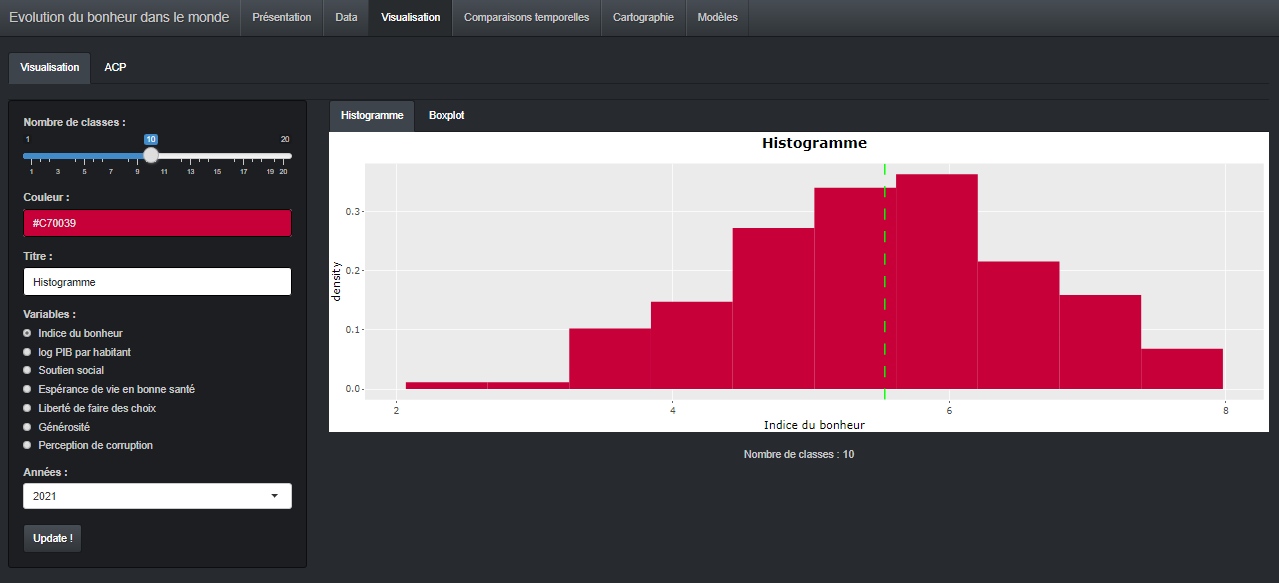 Evolution du bonheur dans le monde Présentation Data Visualisation Comparaisons temporelles Cartographie Modèles
Visualisation ACP
Nombre de classes :
1 10 20
1 3 5 7 9 11 13 15 17 19 20
Couleur :
#C70039
Titre :
Histogramme
Variables :
Indice du bonheur
log PIB par habitant
Soutien social
Espérance de vie en bonne santé
Liberté de faire des choix
Générosité
Perception de corruption
Années :
2021
Update !
Histogramme Boxplot
Histogramme
density
0.3
0.2
0.1
0.0
2 4 6 8
Indice du bonheur
Nombre de classes : 10